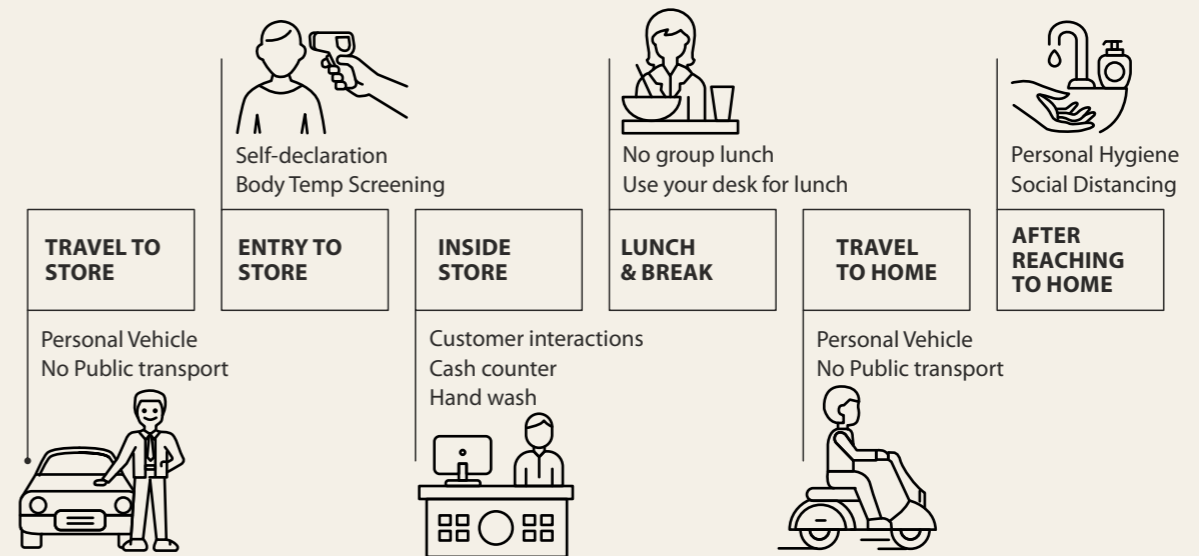 TRAVEL TO
STORE
Personal Vehicle
No Public transport
Self-declaration
Body Temp Screening
ENTRY TO
STORE
INSIDE
STORE
Customer interactions
Cash counter
Hand wash
No group lunch
Use your desk for lunch
LUNCH
& BREAK
TRAVEL
TO HOME
Personal Vehicle
No Public transport
Personal Hygiene
Social Distancing
AFTER
REACHING
TO HOME